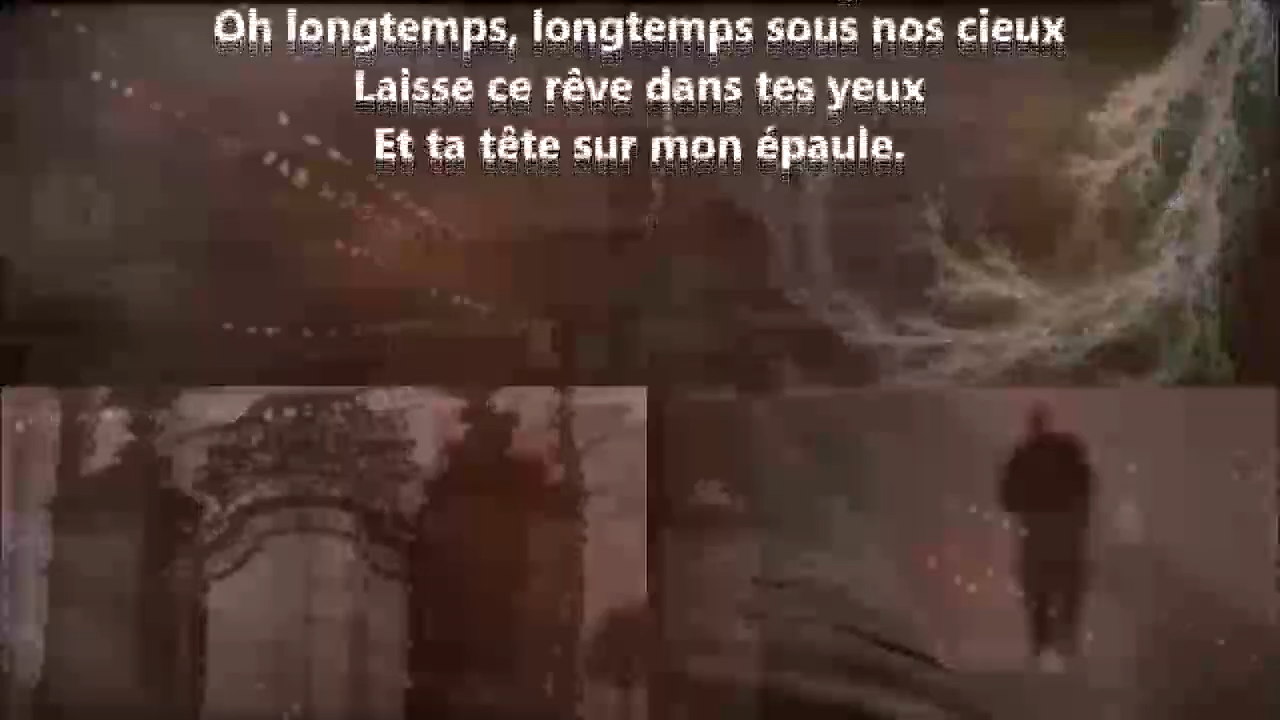 Oh longtemps, longtemps sous nos cieux
Laisse ce rêve dans tes yeux
Et ta tête sur mon épaule.